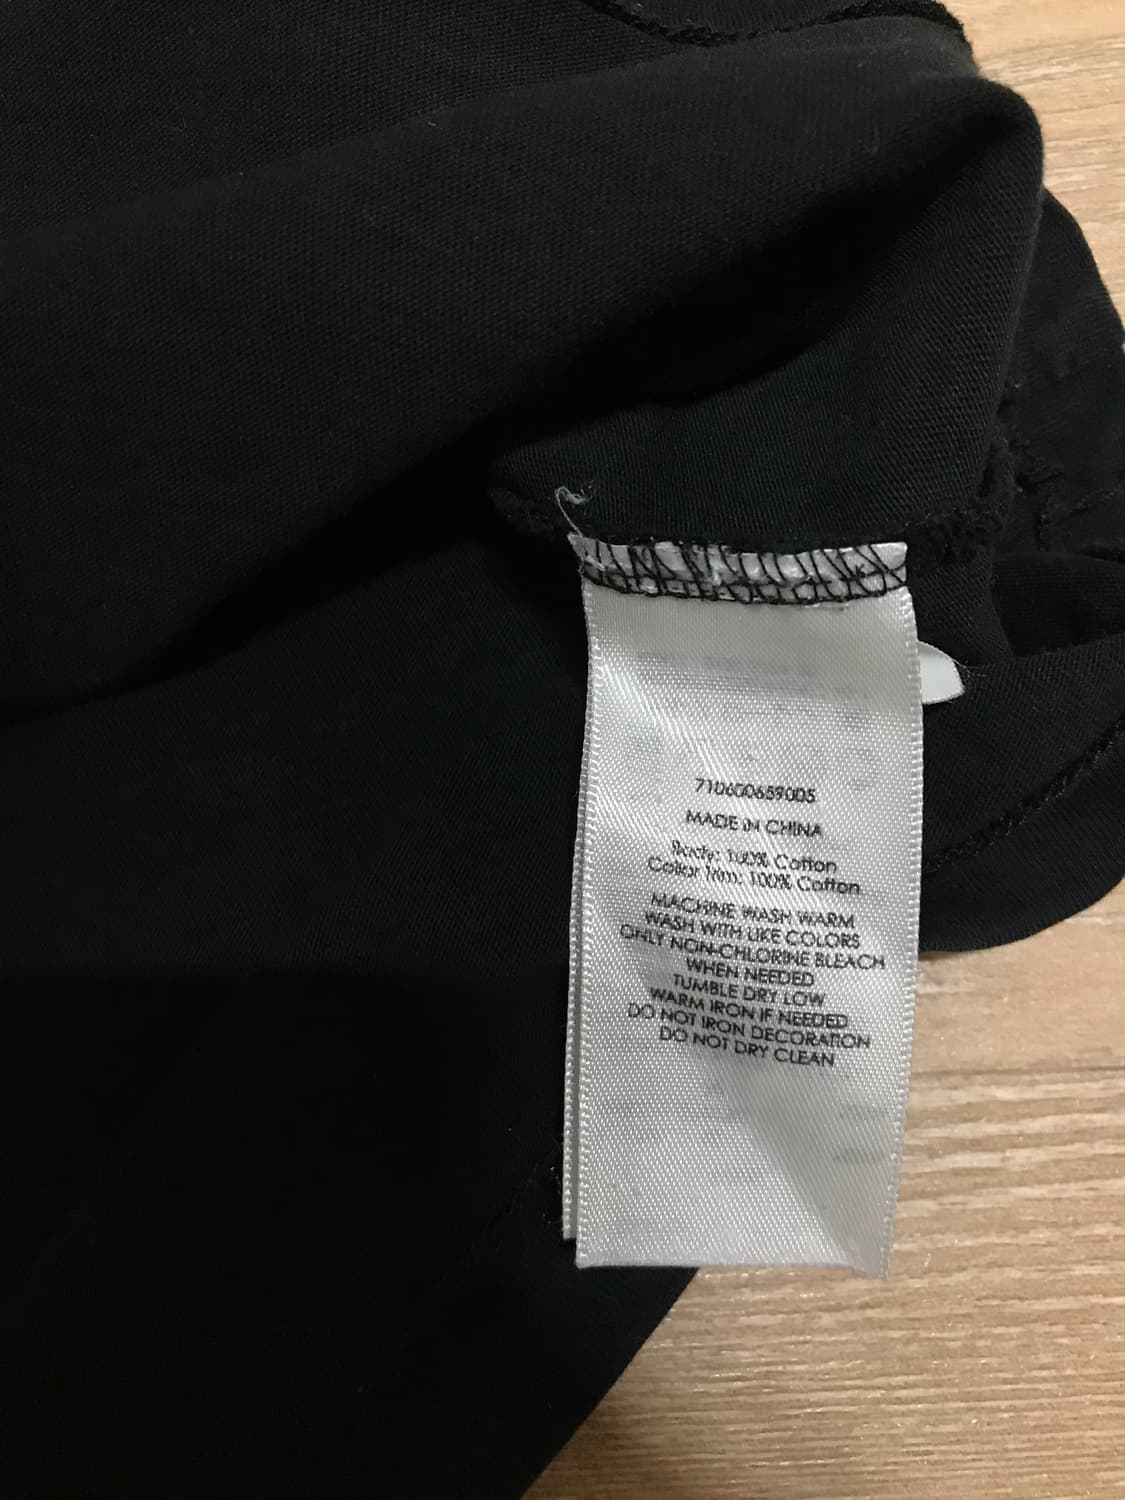 710600659005
MADE IN CHINA
Body: 100% Cotton
Collar Trim: 100% Cotton
MACHINE WASH WARM
WASH WITH LIKE COLORS
ONLY NON-CHLORINE BLEACH
WHEN NEEDED
TUMBLE DRY LOW
WARM IRON IF NEEDED
DO NOT IRON DECORATION
DO NOT DRY CLEAN